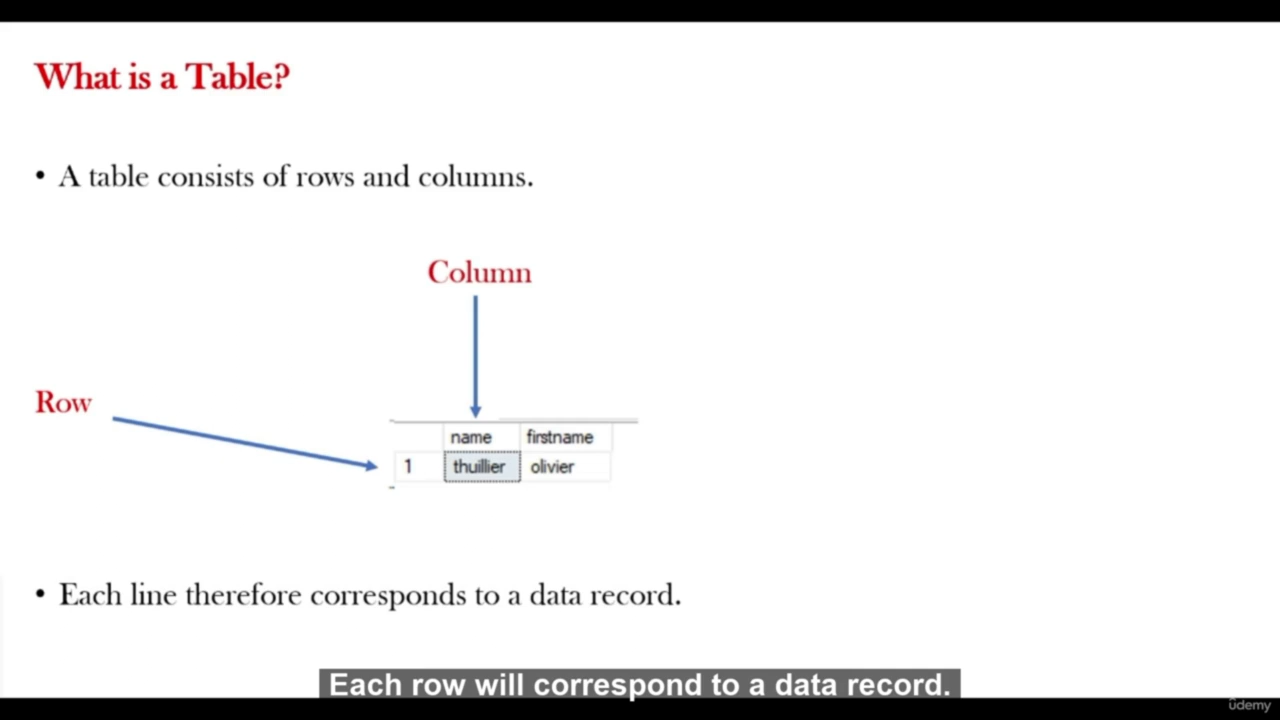 What is a Table?
• A table consists of rows and columns.
Column
Row
name firstname
1 thuillier olivier
• Each line therefore corresponds to a data record.
Each row will correspond to a data record.
ûdemy